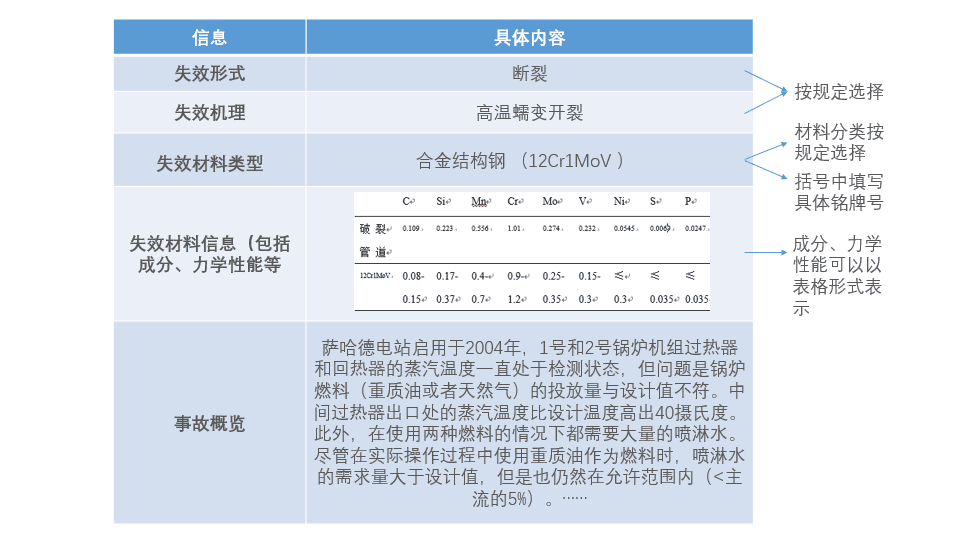 信息 具体内容
失效形式 断裂
失效机理 高温蠕变开裂
按规定选择
失效材料类型 合金结构钢 （12Cr1MoV ）
材料分类按
规定选择
括号中填写
具体铭牌号
失效材料信息（包括
成分、力学性能等
C Si Mn Cr Mo V Ni S P
破 裂 0.109 0.223 0.556 1.01 0.274 0.232 0.0545 0.0063 0.0247
管 道
12Cr1MoV 0.08- 0.17- 0.4- 0.9- 0.25- 0.15- ≤ ≤ ≤
0.15 0.37 0.7 1.2 0.35 0.3 0.3 0.035 0.035
成分、力学
性能可以以
表格形式表
示
事故概览
萨哈德电站启用于2004年，1号和2号锅炉机组过热器
和回热器的蒸汽温度一直处于检测状态，但问题是锅炉
燃料（重质油或者天然气）的投放量与设计值不符。中
间过热器出口处的蒸汽温度比设计温度高出40摄氏度。
此外，在使用两种燃料的情况下都需要大量的喷淋水。
尽管在实际操作过程中使用重质油作为燃料时，喷淋水
的需求量大于设计值，但是也仍然在允许范围内（<主
流的5%）。……